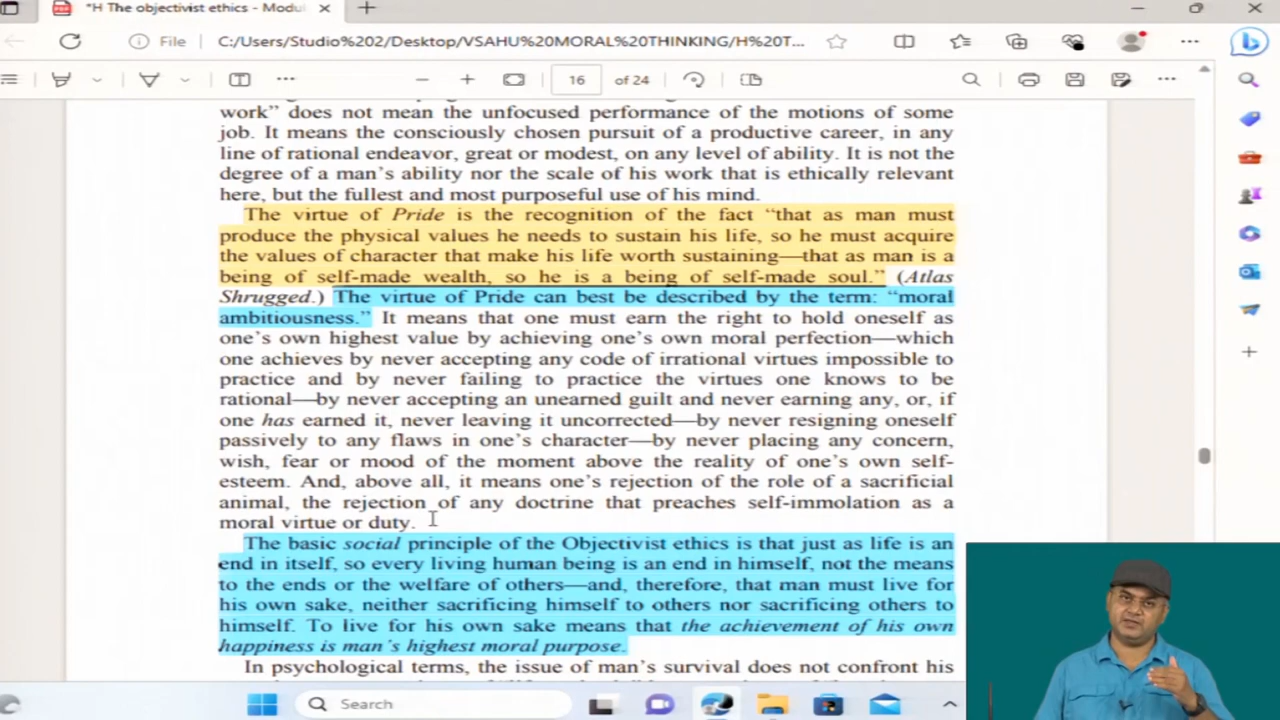 *H The objectivist ethics - Modu
File
C:/Users/Studio%202/Desktop/VSAHU%20MORAL%20THINKING/H%20T...
16 of 24
work” does not mean the unfocused performance of the motions of some
job. It means the consciously chosen pursuit of a productive career, in any
line of rational endeavor, great or modest, on any level of ability. It is not the
degree of a man’s ability nor the scale of his work that is ethically relevant
here, but the fullest and most purposeful use of his mind.
The virtue of Pride is the recognition of the fact “that as man must
produce the physical values he needs to sustain his life, so he must acquire
the values of character that make his life worth sustaining—that as man is a
being of self-made wealth, so he is a being of self-made soul.” (Atlas
Shrugged.) The virtue of Pride can best be described by the term: “moral
ambitiousness.” It means that one must earn the right to hold oneself as
one’s own highest value by achieving one’s own moral perfection—which
one achieves by never accepting any code of irrational virtues impossible to
practice and by never failing to practice the virtues one knows to be
rational—by never accepting an unearned guilt and never earning any, or, if
one has earned it, never leaving it uncorrected—by never resigning oneself
passively to any flaws in one’s character—by never placing any concern,
wish, fear or mood of the moment above the reality of one’s own self-
esteem. And, above all, it means one’s rejection of the role of a sacrificial
animal, the rejection of any doctrine that preaches self-immolation as a
moral virtue or duty.
The basic social principle of the Objectivist ethics is that just as life is an
end in itself, so every living human being is an end in himself, not the means
to the ends or the welfare of others—and, therefore, that man must live for
his own sake, neither sacrificing himself to others nor sacrificing others to
himself. To live for his own sake means that the achievement of his own
happiness is man’s highest moral purpose.
In psychological terms, the issue of man’s survival does not confront his
Search